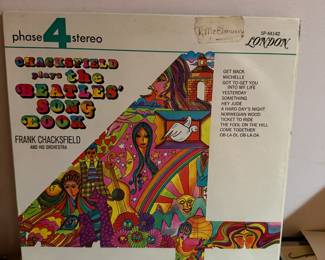 phase 4 stereo
K. McElmurry
SP 44142
LONDON
CHACKSFIELD
plays the
BEATLES'
SONG
BOOK
FRANK CHACKSFIELD
AND HIS ORCHESTRA
GET BACK
MICHELLE
GOT TO GET YOU
INTO MY LIFE
YESTERDAY
SOMETHING
HEY JUDE
A HARD DAY'S NIGHT
NORWEGIAN WOOD
TICKET TO RIDE
THE FOOL ON THE HILL
COME TOGETHER
OB-LA DI, OB-LA-DA